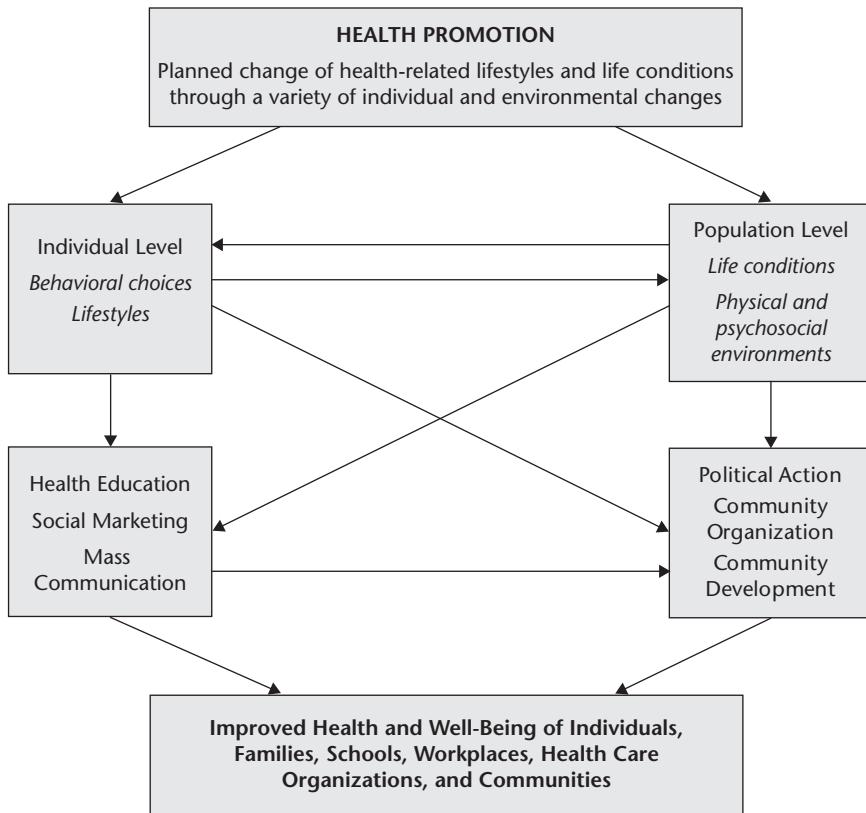 HEALTH PROMOTION
Planned change of health-related lifestyles and life conditions
through a variety of individual and environmental changes
Individual Level
Behavioral choices
Lifestyles
Population Level
Life conditions
Physical and
psychosocial
environments
Health Education
Social Marketing
Mass
Communication
Political Action
Community
Organization
Community
Development
Improved Health and Well-Being of Individuals,
Families, Schools, Workplaces, Health Care
Organizations, and Communities